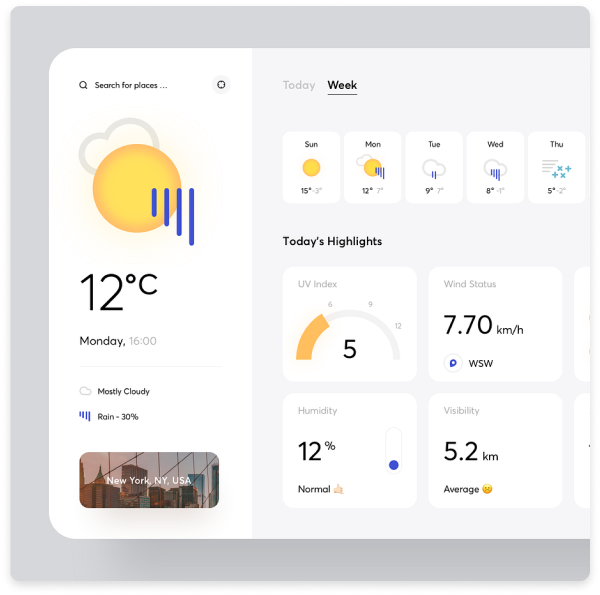 Search for places ...
12°C
Monday, 16:00
Mostly Cloudy
Rain - 30%
New York, NY, USA
Today Week
Sun Mon Tue Wed Thu
15° -3° 12° 7° 9° 7° 8° -1° 5° -2°
Today's Highlights
UV Index
6 9
12
5
Wind Status
7.70 km/h
WSW
Humidity
12 %
Normal
Visibility
5.2 km
Average